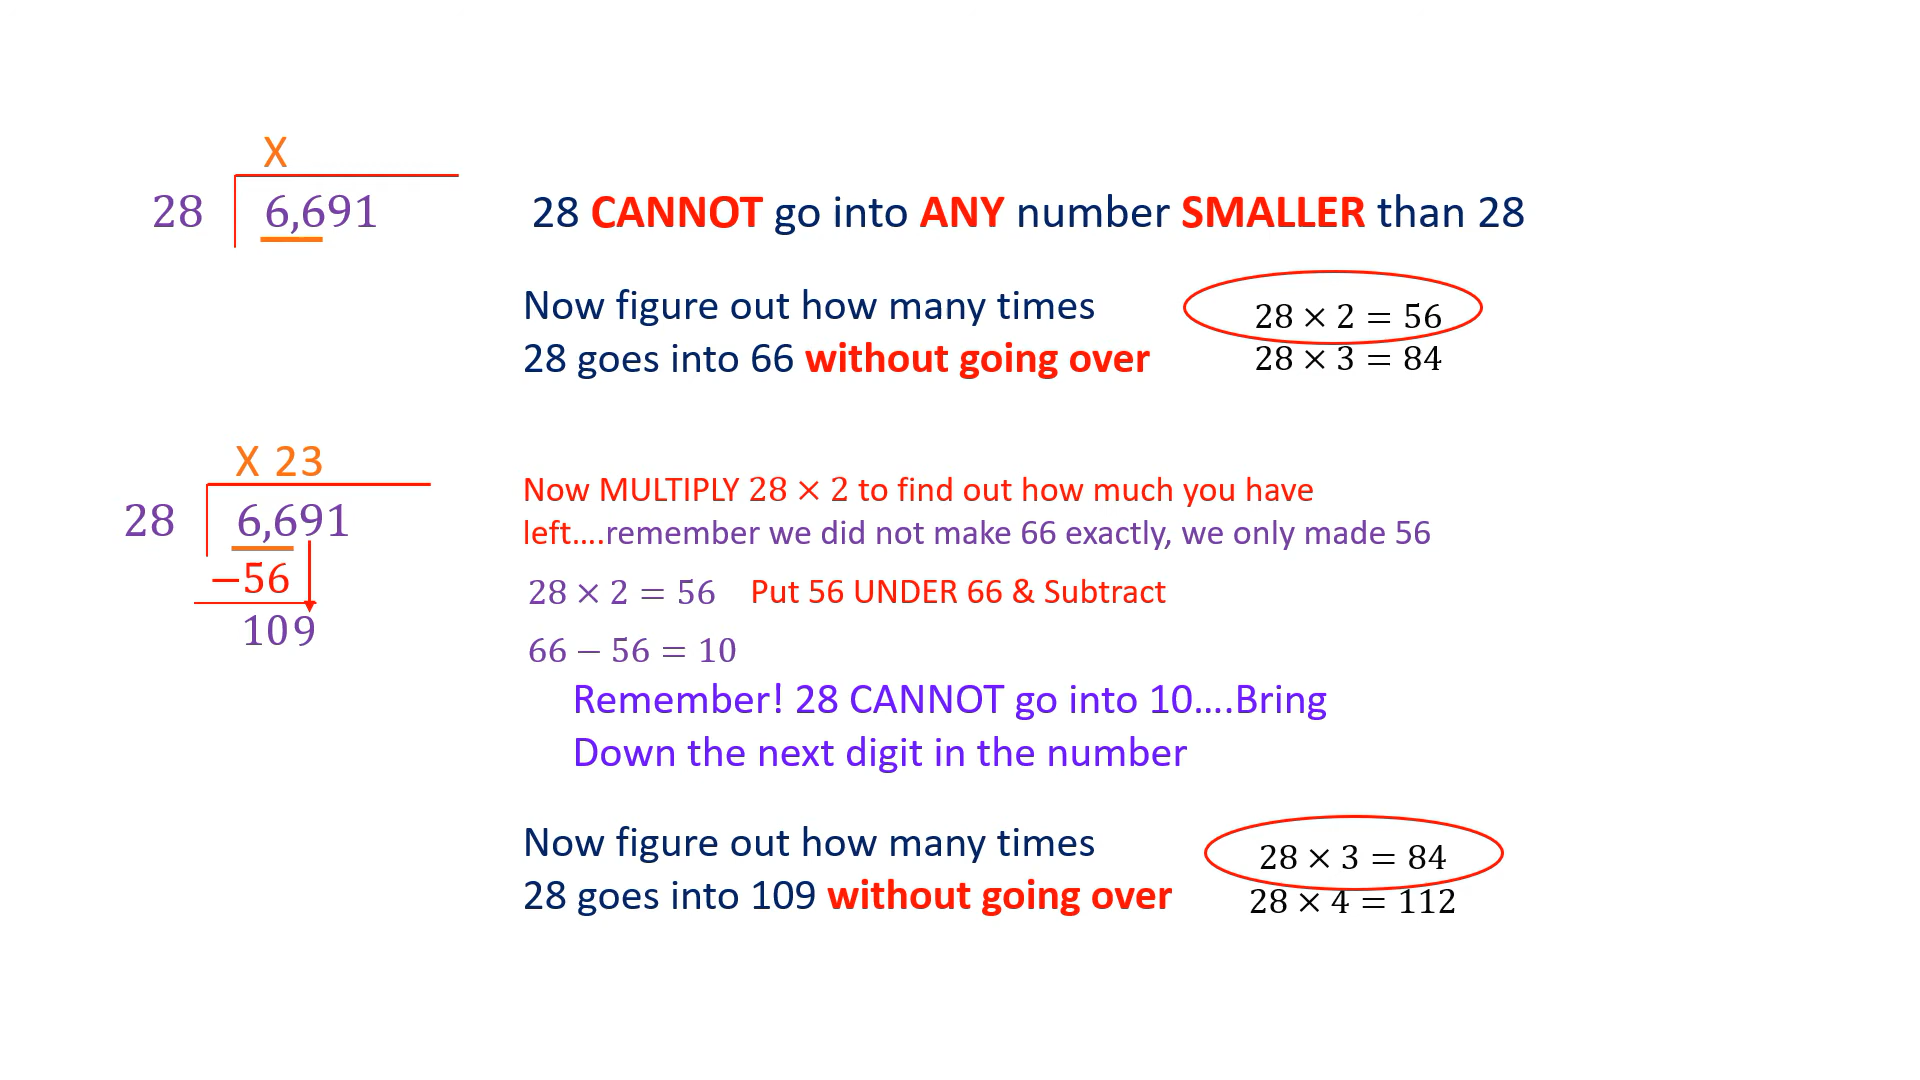 X
28 6,691
28 CANNOT go into ANY number SMALLER than 28
Now figure out how many times
28 goes into 66 without going over
28 × 2 = 56
28 × 3 = 84
X 23
28 6,691
−56
109
Now MULTIPLY 28 × 2 to find out how much you have
left....remember we did not make 66 exactly, we only made 56
28 × 2 = 56 Put 56 UNDER 66 & Subtract
66 − 56 = 10
Remember! 28 CANNOT go into 10....Bring
Down the next digit in the number
Now figure out how many times
28 goes into 109 without going over
28 × 3 = 84
28 × 4 = 112